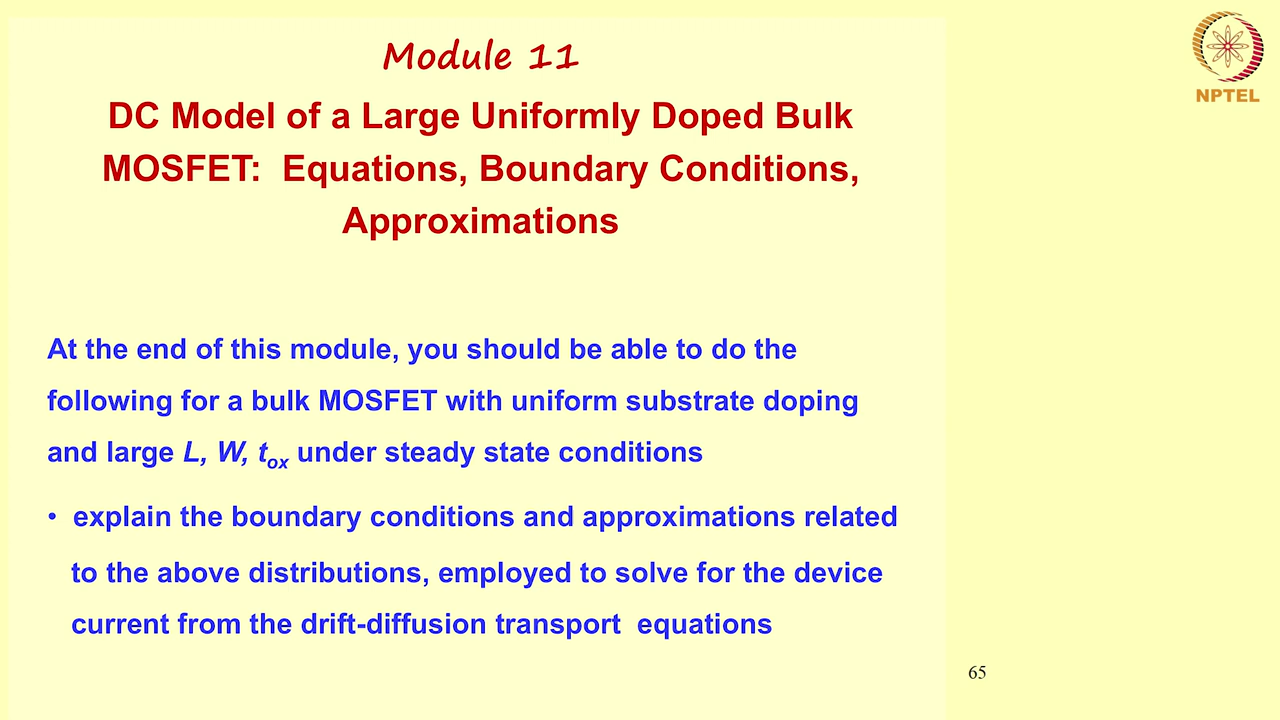 Module 11
DC Model of a Large Uniformly Doped Bulk
MOSFET: Equations, Boundary Conditions,
Approximations
NPTEL
At the end of this module, you should be able to do the
following for a bulk MOSFET with uniform substrate doping
and large L, W, tox under steady state conditions
• explain the boundary conditions and approximations related
to the above distributions, employed to solve for the device
current from the drift-diffusion transport equations
65